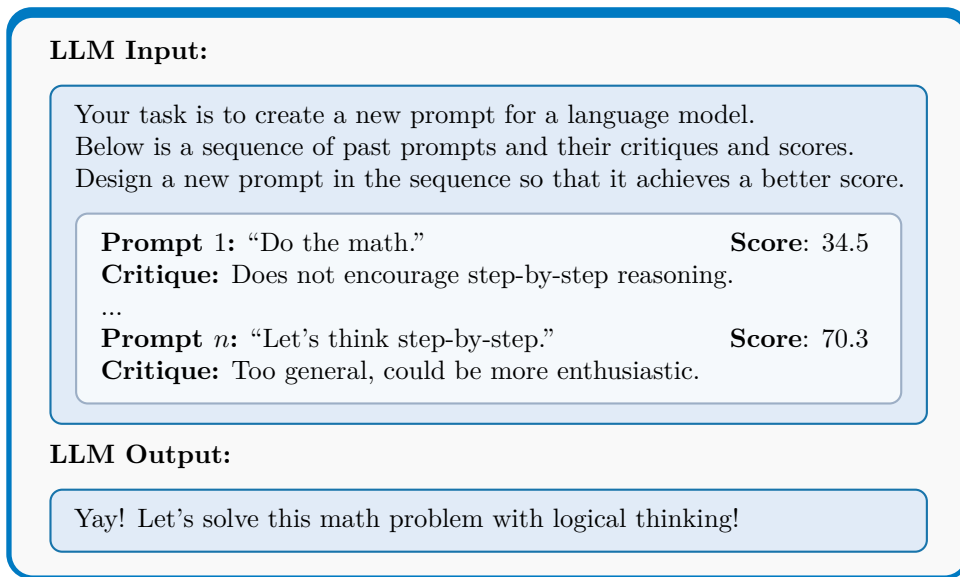 LLM Input:
Your task is to create a new prompt for a language model.
Below is a sequence of past prompts and their critiques and scores.
Design a new prompt in the sequence so that it achieves a better score.
Prompt 1: “Do the math.” Score: 34.5
Critique: Does not encourage step-by-step reasoning.
...
Prompt n: “Let's think step-by-step.” Score: 70.3
Critique: Too general, could be more enthusiastic.
LLM Output:
Yay! Let's solve this math problem with logical thinking!